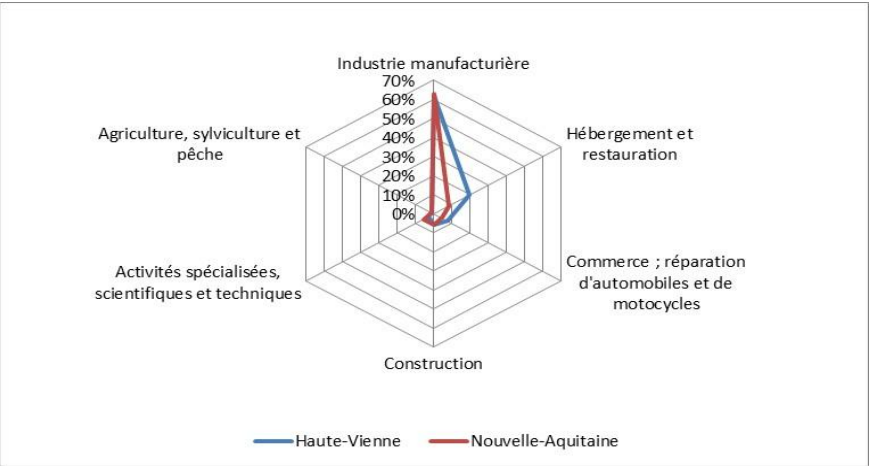 Industrie manufacturière
70%
60%
50%
40%
30%
20%
10%
0%
Hébergement et
restauration
Commerce ; réparation
d'automobiles et de
motocycles
Construction
Activités spécialisées,
scientifiques et techniques
Agriculture, sylviculture et
pêche
Haute-Vienne
Nouvelle-Aquitaine